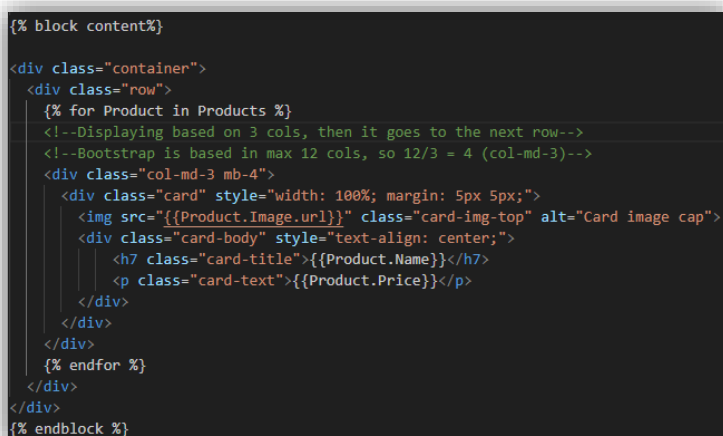 {% block content%}
<div class="container">
<div class="row">
{% for Product in Products %}
<!--Displaying based on 3 cols, then it goes to the next row-->
<!--Bootstrap is based in max 12 cols, so 12/3 = 4 (col-md-3)-->
<div class="col-md-3 mb-4">
<div class="card" style="width: 100%; margin: 5px 5px;">
<img src="{{Product.Image.url}}" class="card-img-top" alt="Card image cap">
<div class="card-body" style="text-align: center;">
<h7 class="card-title">{{Product.Name}}</h7>
<p class="card-text">{{Product.Price}}</p>
</div>
</div>
</div>
{% endfor %}
</div>
</div>
{% endblock %}